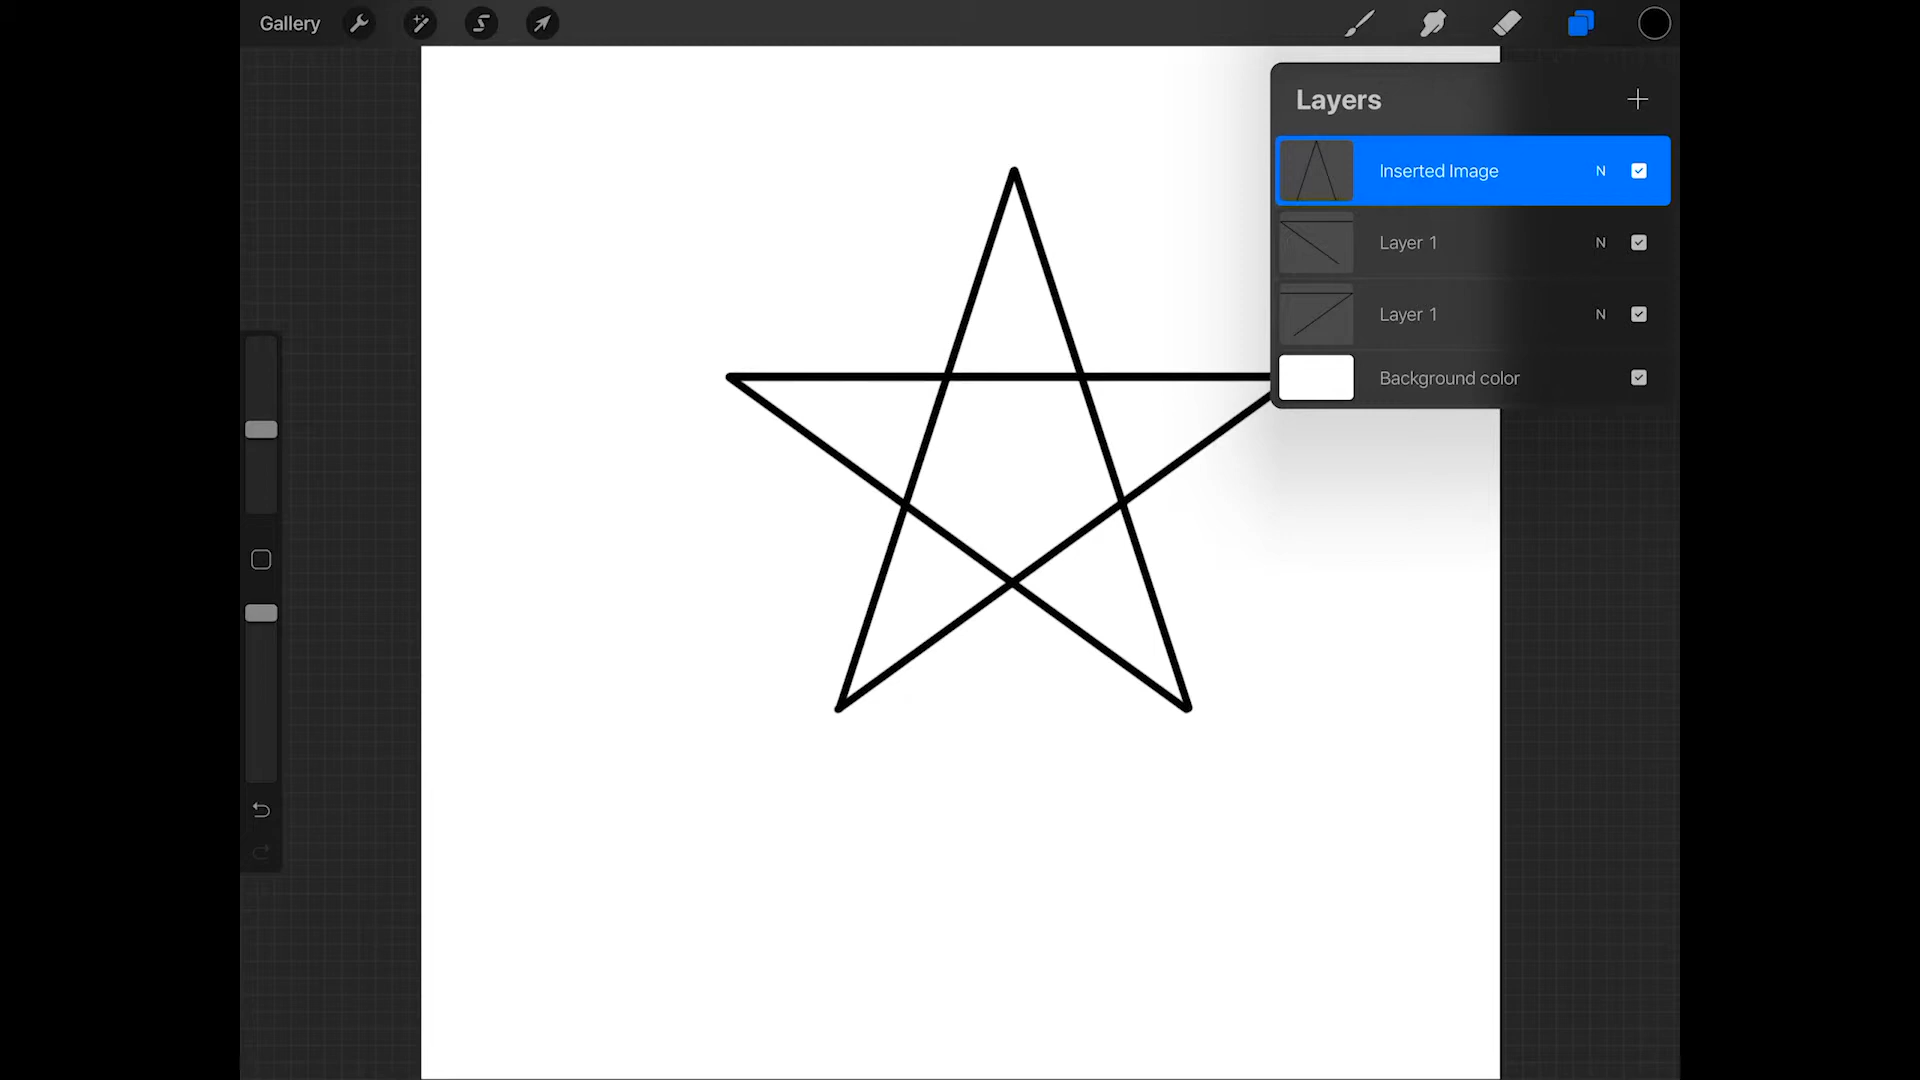 Gallery
Layers
Inserted Image N
Layer 1 N
Layer 1 N
Background color